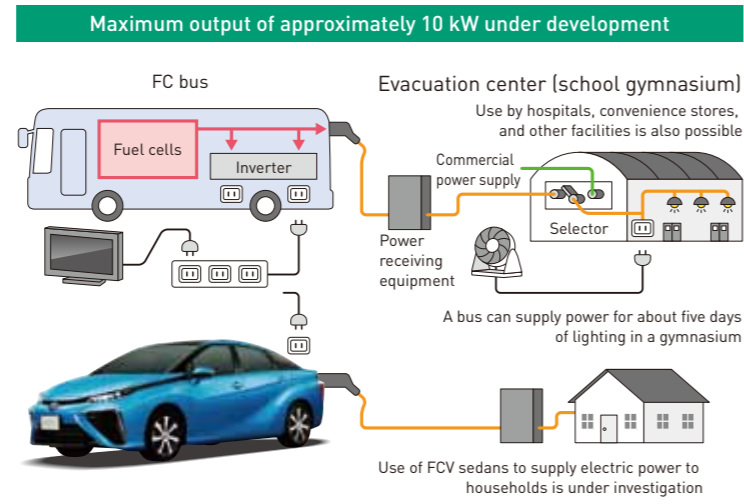 Maximum output of approximately 10 kW under development
FC bus
Evacuation center (school gymnasium)
Use by hospitals, convenience stores,
and other facilities is also possible
Fuel cells
Inverter
Commercial
power supply
Selector
Power
receiving
equipment
A bus can supply power for about five days
of lighting in a gymnasium
Use of FCV sedans to supply electric power to
households is under investigation